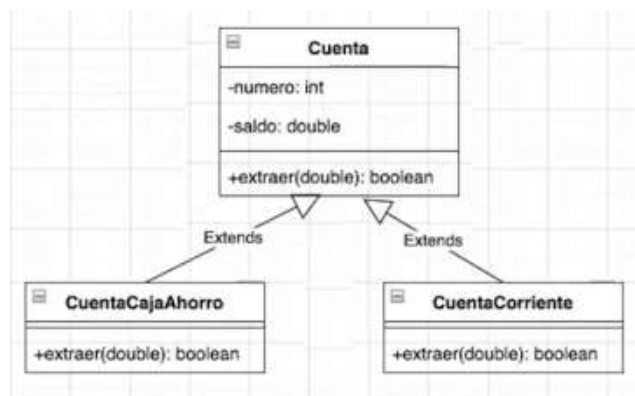 Cuenta
-numero: int
-saldo: double
+extraer(double): boolean
Extends
Extends
CuentaCajaAhorro
+extraer(double): boolean
CuentaCorriente
+extraer(double): boolean